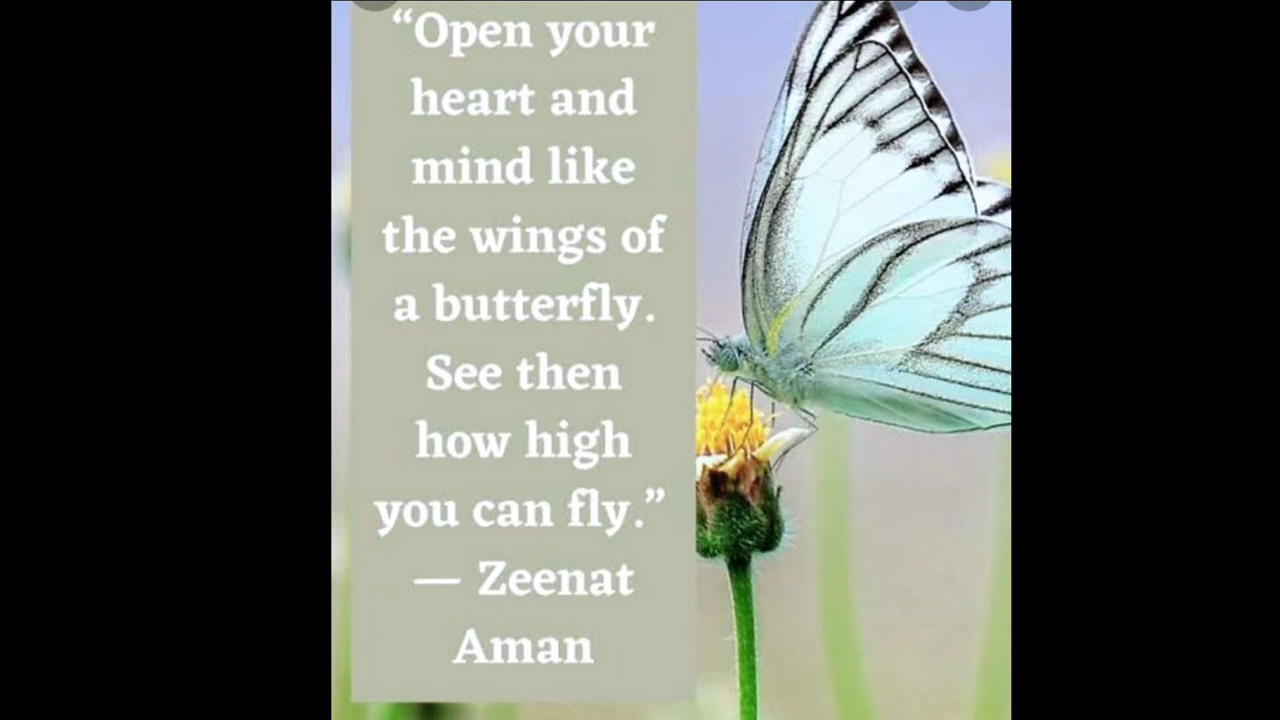 “Open your
heart and
mind like
the wings of
a butterfly.
See then
how high
you can fly.”
— Zeenat
Aman